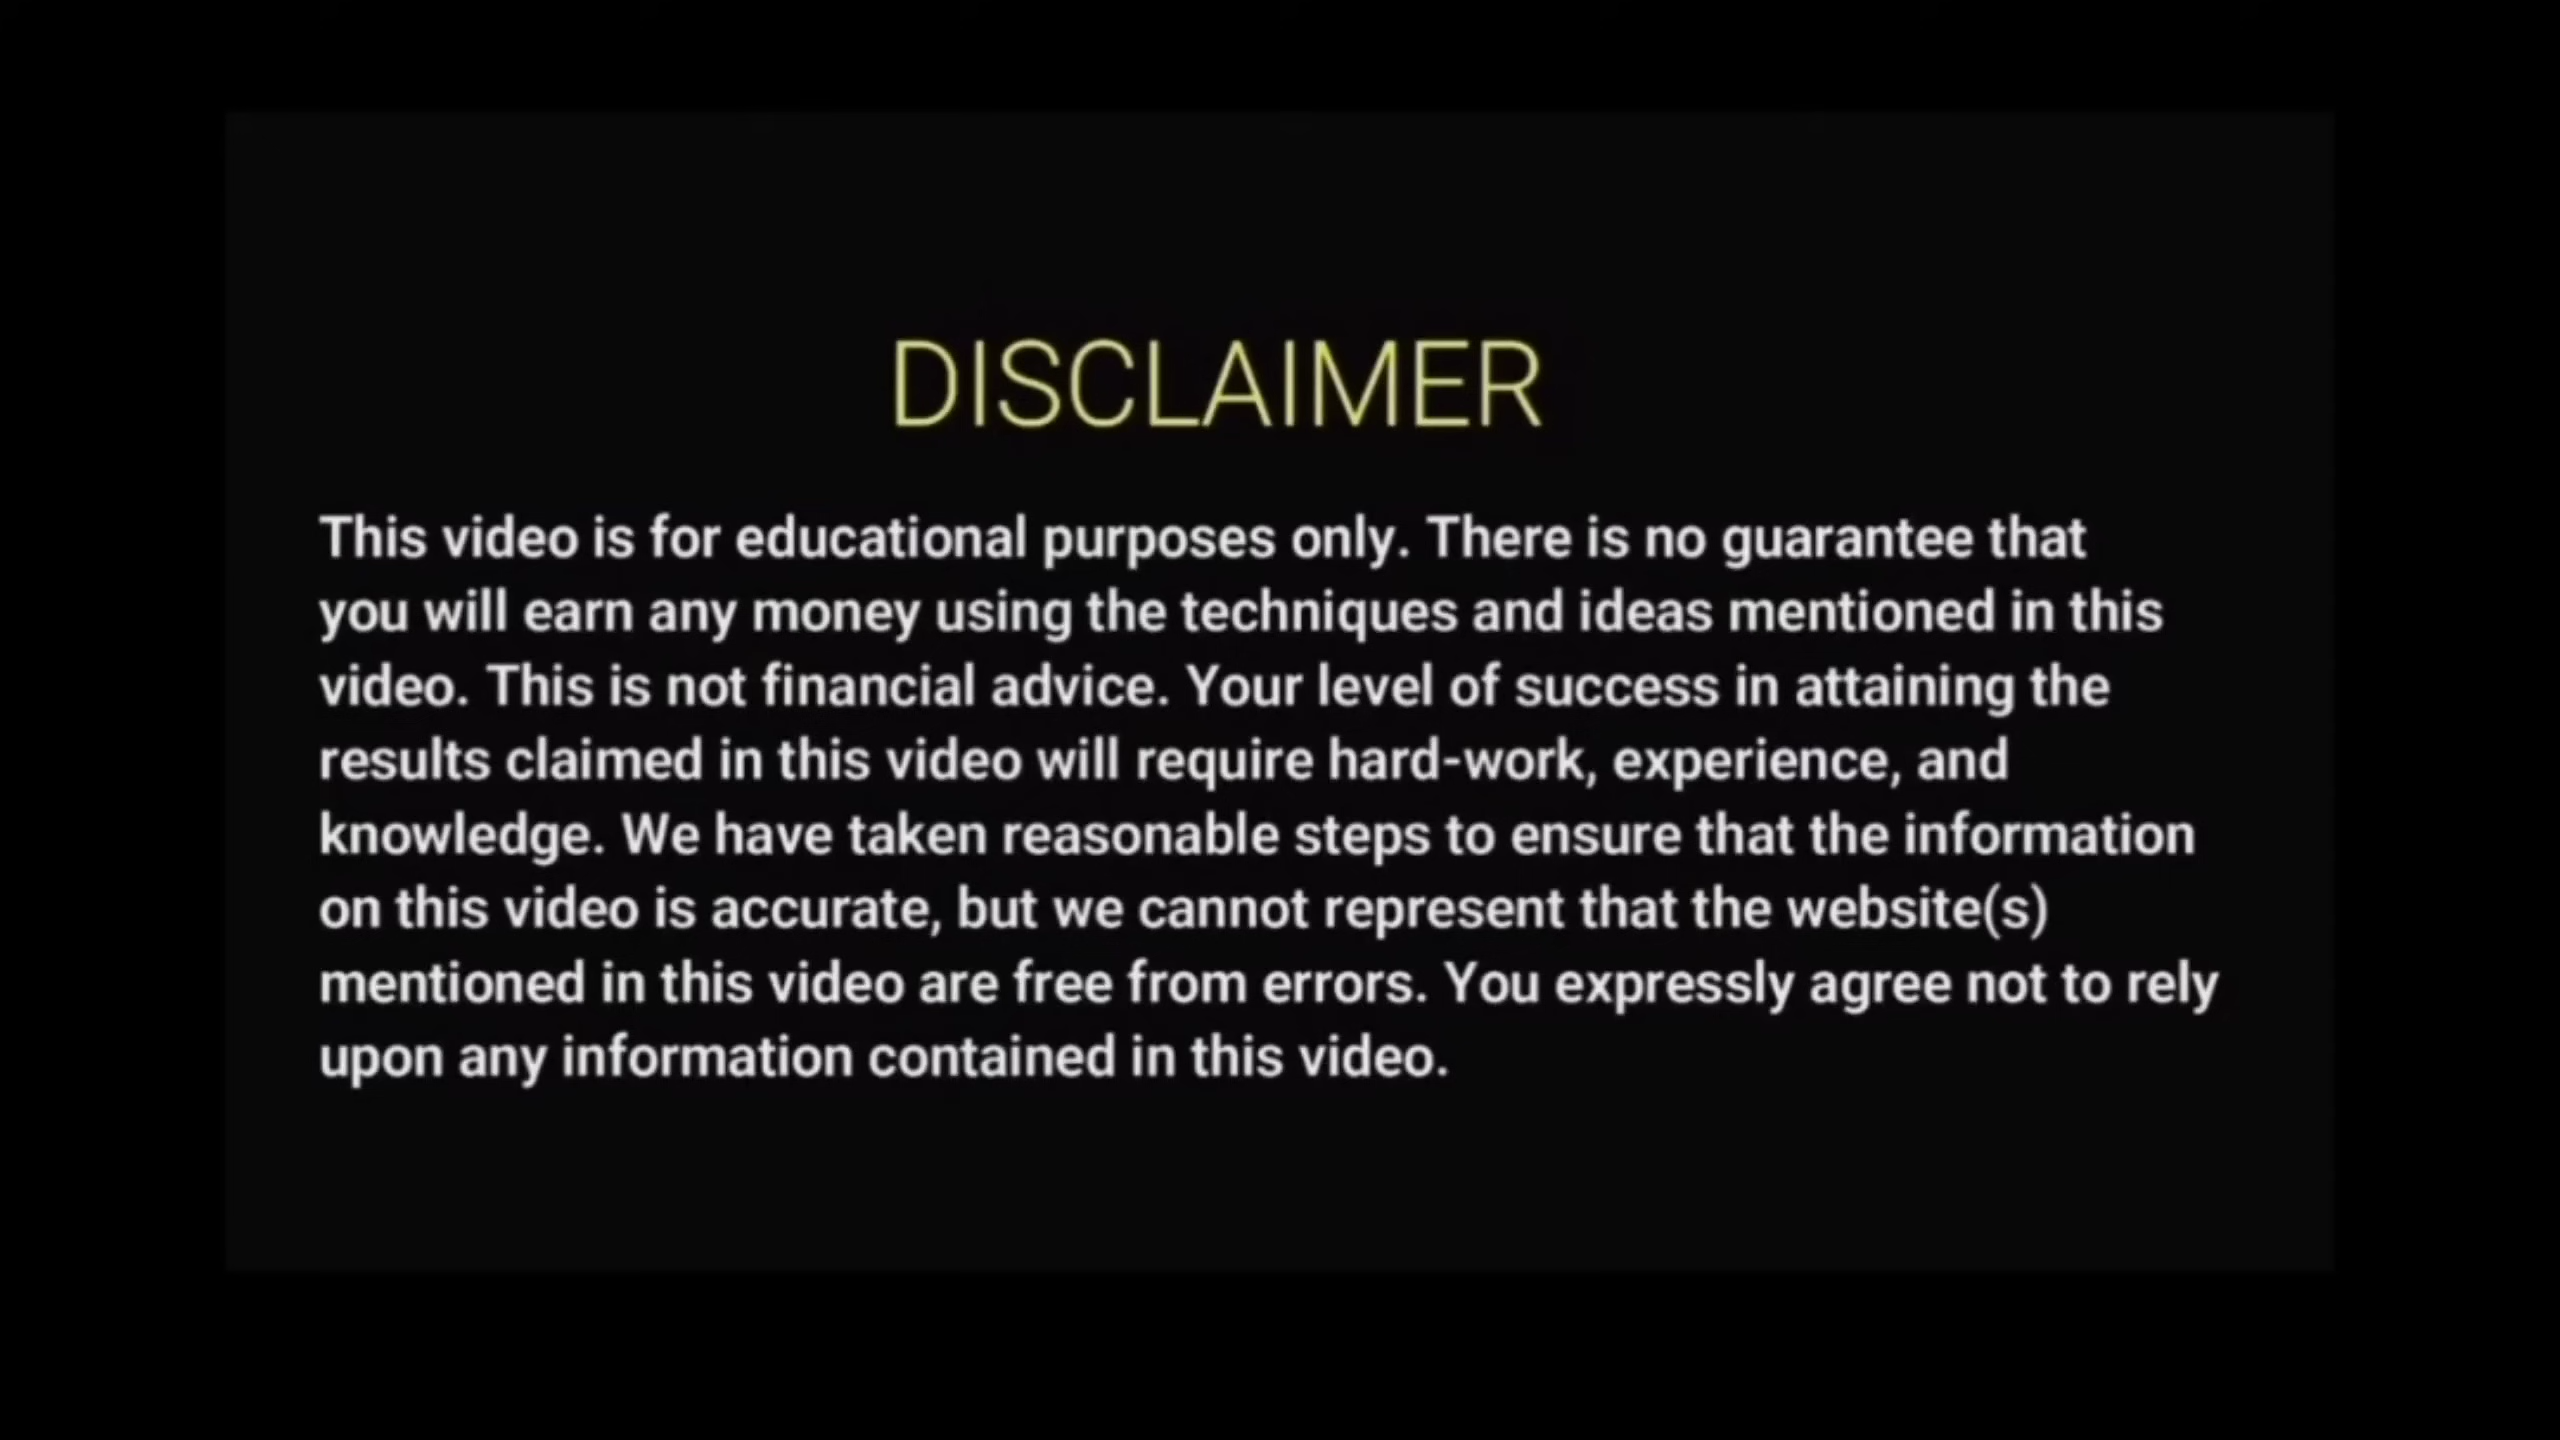 DISCLAIMER
This video is for educational purposes only. There is no guarantee that
you will earn any money using the techniques and ideas mentioned in this
video. This is not financial advice. Your level of success in attaining the
results claimed in this video will require hard-work, experience, and
knowledge. We have taken reasonable steps to ensure that the information
on this video is accurate, but we cannot represent that the website(s)
mentioned in this video are free from errors. You expressly agree not to rely
upon any information contained in this video.